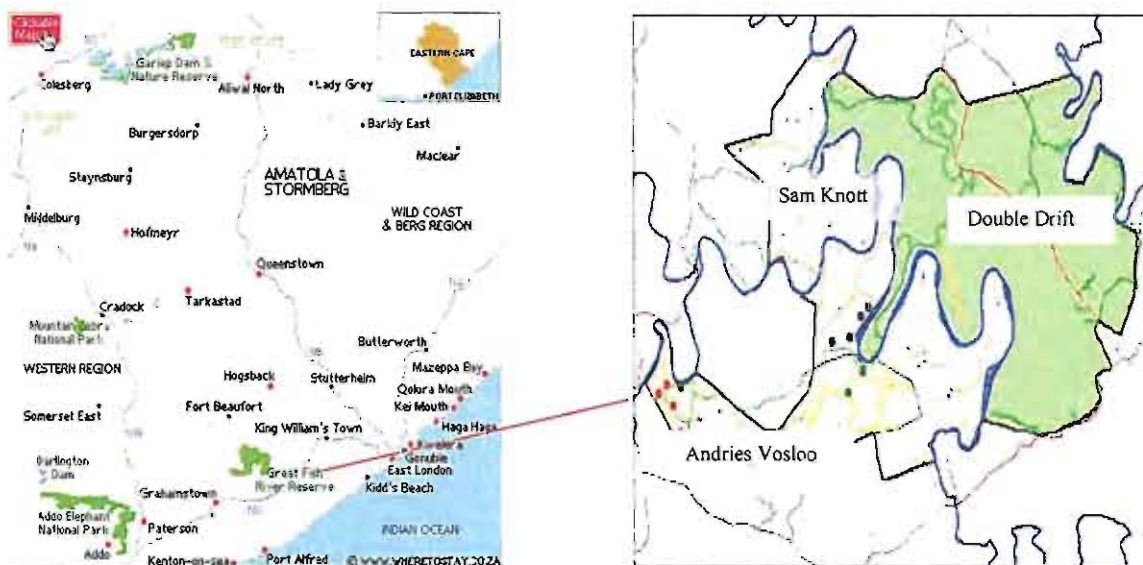 Clickable
Map
Gariep Dam &
Nature Reserve
EASTERN CAPE
PORT ELIZABETH
Colesberg
Aliwal North
Lady Grey
Burgersdorp
Barkly East
Maclear
Staynsburg
AMATOLA &
STORMBERG
Middelburg
WILD COAST
& BERG REGION
Hofmeyr
Queenstown
Cradock
Tarkastad
Mountain Zebra
National Park
Butterworth
WESTERN REGION
Mazeppa Bay
Hogsback
Stutterheim
Qolora Mouth
Kei Mouth
Somerset East
Fort Beaufort
King William's Town
Haga Haga
Gonubie
Darlington
Dam
Great Fish
River Reserve
East London
Kidd's Beach
Grahamstown
Addo Elephant
National Park
Paterson
INDIAN OCEAN
Addo
Kenton-on-sea
Port Alfred
© WWW.WHERETOSTAY.CO.ZA
Sam Knott
Double Drift
Andries Vosloo